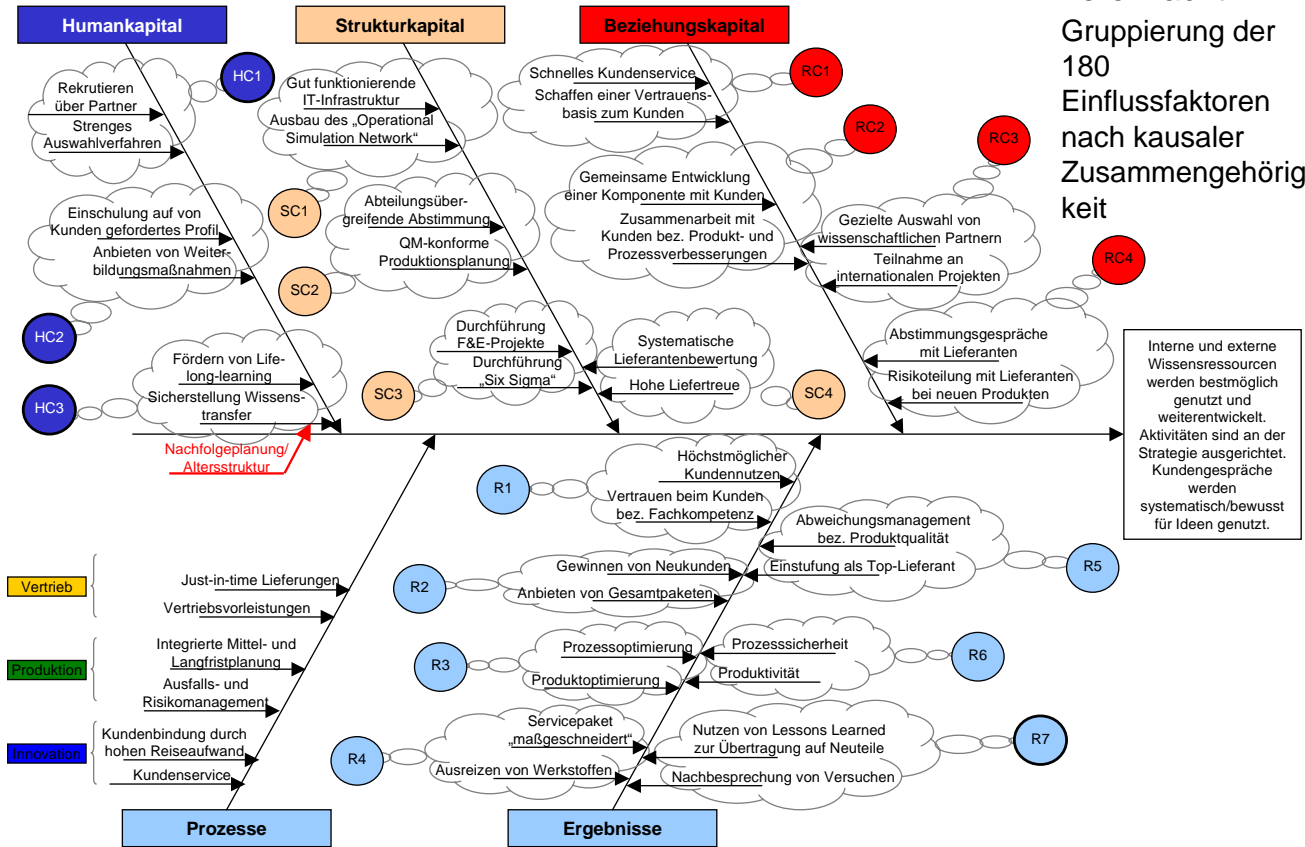 Humankapital
Strukturkapital
Beziehungskapital
Gruppierung der
180
Einflussfaktoren
nach kausaler
Zusammengehörig
keit
HC1
Rekrutieren
über Partner
Strenges
Auswahlverfahren
Einschulung auf von
Kunden gefordertes Profil
Anbieten von Weiter-
bildungsmaßnahmen
HC2
Fördern von Life-
long-learning
Sicherstellung Wissens-
transfer
HC3
Nachfolgeplanung/
Altersstruktur
Gut funktionierende
IT-Infrastruktur
Ausbau des „Operational
Simulation Network“
SC1
Abteilungsüber-
greifende Abstimmung
QM-konforme
Produktionsplanung
SC2
Durchführung
F&E-Projekte
Durchführung
„Six Sigma“
SC3
Systematische
Lieferantenbewertung
Hohe Liefertreue
SC4
Schnelles Kundenservice
Schaffen einer Vertrauens-
basis zum Kunden
RC1
Gemeinsame Entwicklung
einer Komponente mit Kunden
Zusammenarbeit mit
Kunden bez. Produkt- und
Prozessverbesserungen
RC2
Gezielte Auswahl von
wissenschaftlichen Partnern
Teilnahme an
internationalen Projekten
RC3
Abstimmungsgespräche
mit Lieferanten
Risikoteilung mit Lieferanten
bei neuen Produkten
RC4
Interne und externe
Wissensressourcen
werden bestmöglich
genutzt und
weiterentwickelt.
Aktivitäten sind an der
Strategie ausgerichtet.
Kundengespräche
werden
systematisch/bewusst
für Ideen genutzt.
Vertrieb
Just-in-time Lieferungen
Vertriebsvorleistungen
Produktion
Integrierte Mittel- und
Langfristplanung
Ausfalls- und
Risikomanagement
Innovation
Kundenbindung durch
hohen Reiseaufwand
Kundenservice
R1
Höchstmöglicher
Kundennutzen
Vertrauen beim Kunden
bez. Fachkompetenz
R2
Gewinnen von Neukunden
Anbieten von Gesamtpaketen
R3
Prozessoptimierung
Produktoptimierung
R4
Servicepaket
„maßgeschneidert“
Ausreizen von Werkstoffen
Abweichungsmanagement
bez. Produktqualität
Einstufung als Top-Lieferant
R5
Prozesssicherheit
Produktivität
R6
Nutzen von Lessons Learned
zur Übertragung auf Neuteile
Nachbesprechung von Versuchen
R7
Prozesse
Ergebnisse